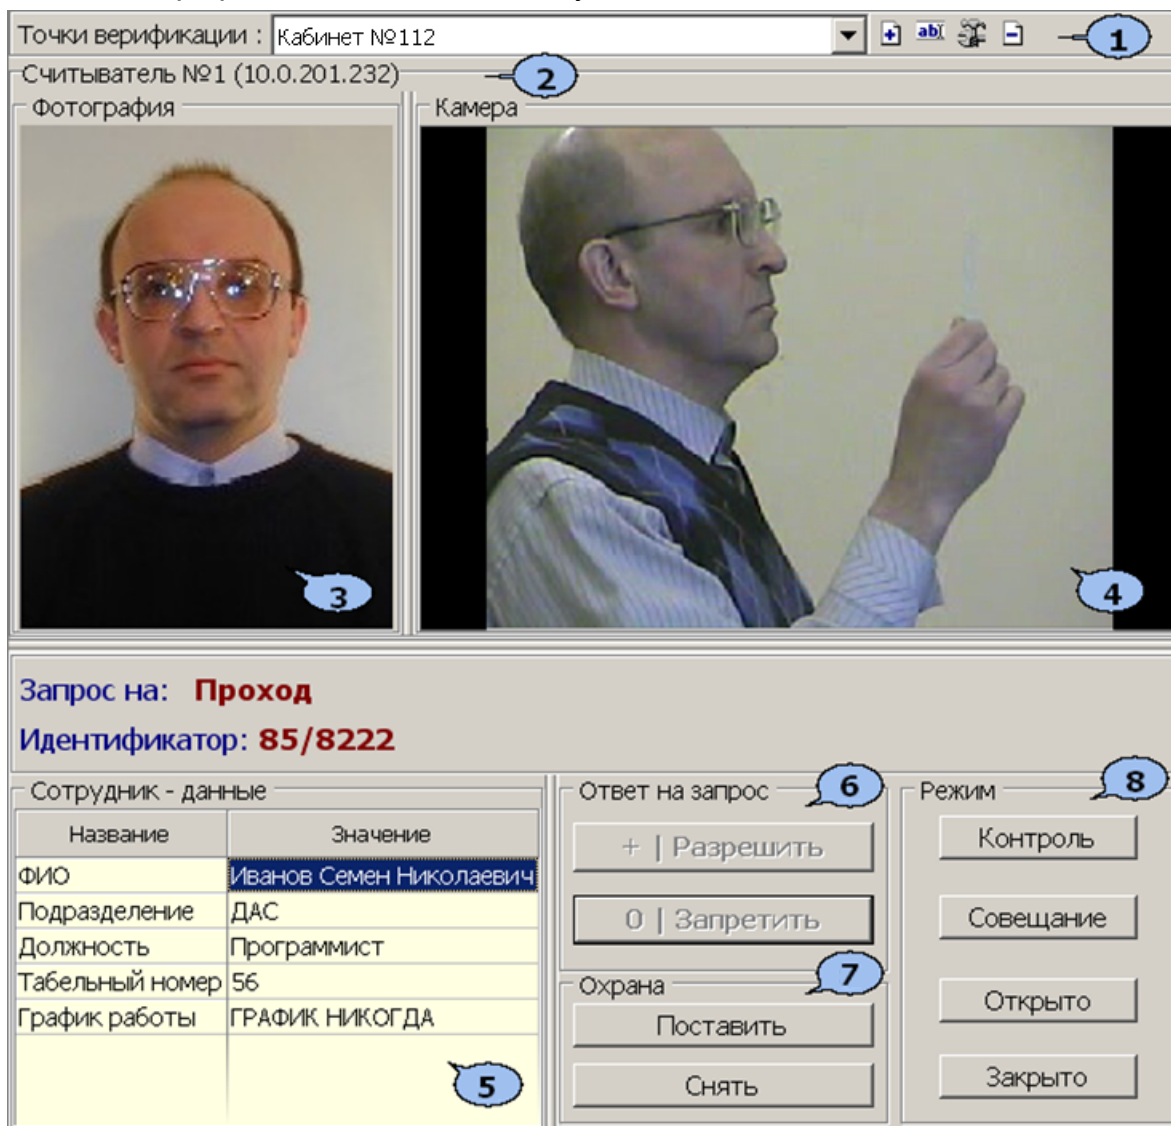 Точки верификации : Кабинет №112
1
Считыватель №1 (10.0.201.232)
2
Фотография
Камера
3
4
Запрос на: Проход
Идентификатор: 85/8222
Сотрудник - данные
Название Значение
ФИО Иванов Семен Николаевич
Подразделение ДАС
Должность Программист
Табельный номер 56
График работы ГРАФИК НИКОГДА
5
Ответ на запрос
6
+ | Разрешить
0 | Запретить
Охрана
7
Поставить
Снять
Режим
8
Контроль
Совещание
Открыто
Закрыто